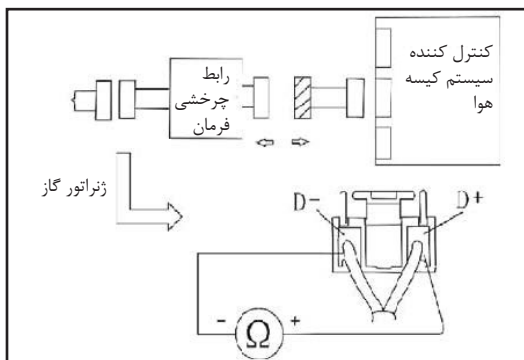 کنترل کننده
سیستم کیسه
هوا
رابط
چرخشی
فرمان
ژنراتور گاز
D-
D+
- Ω +